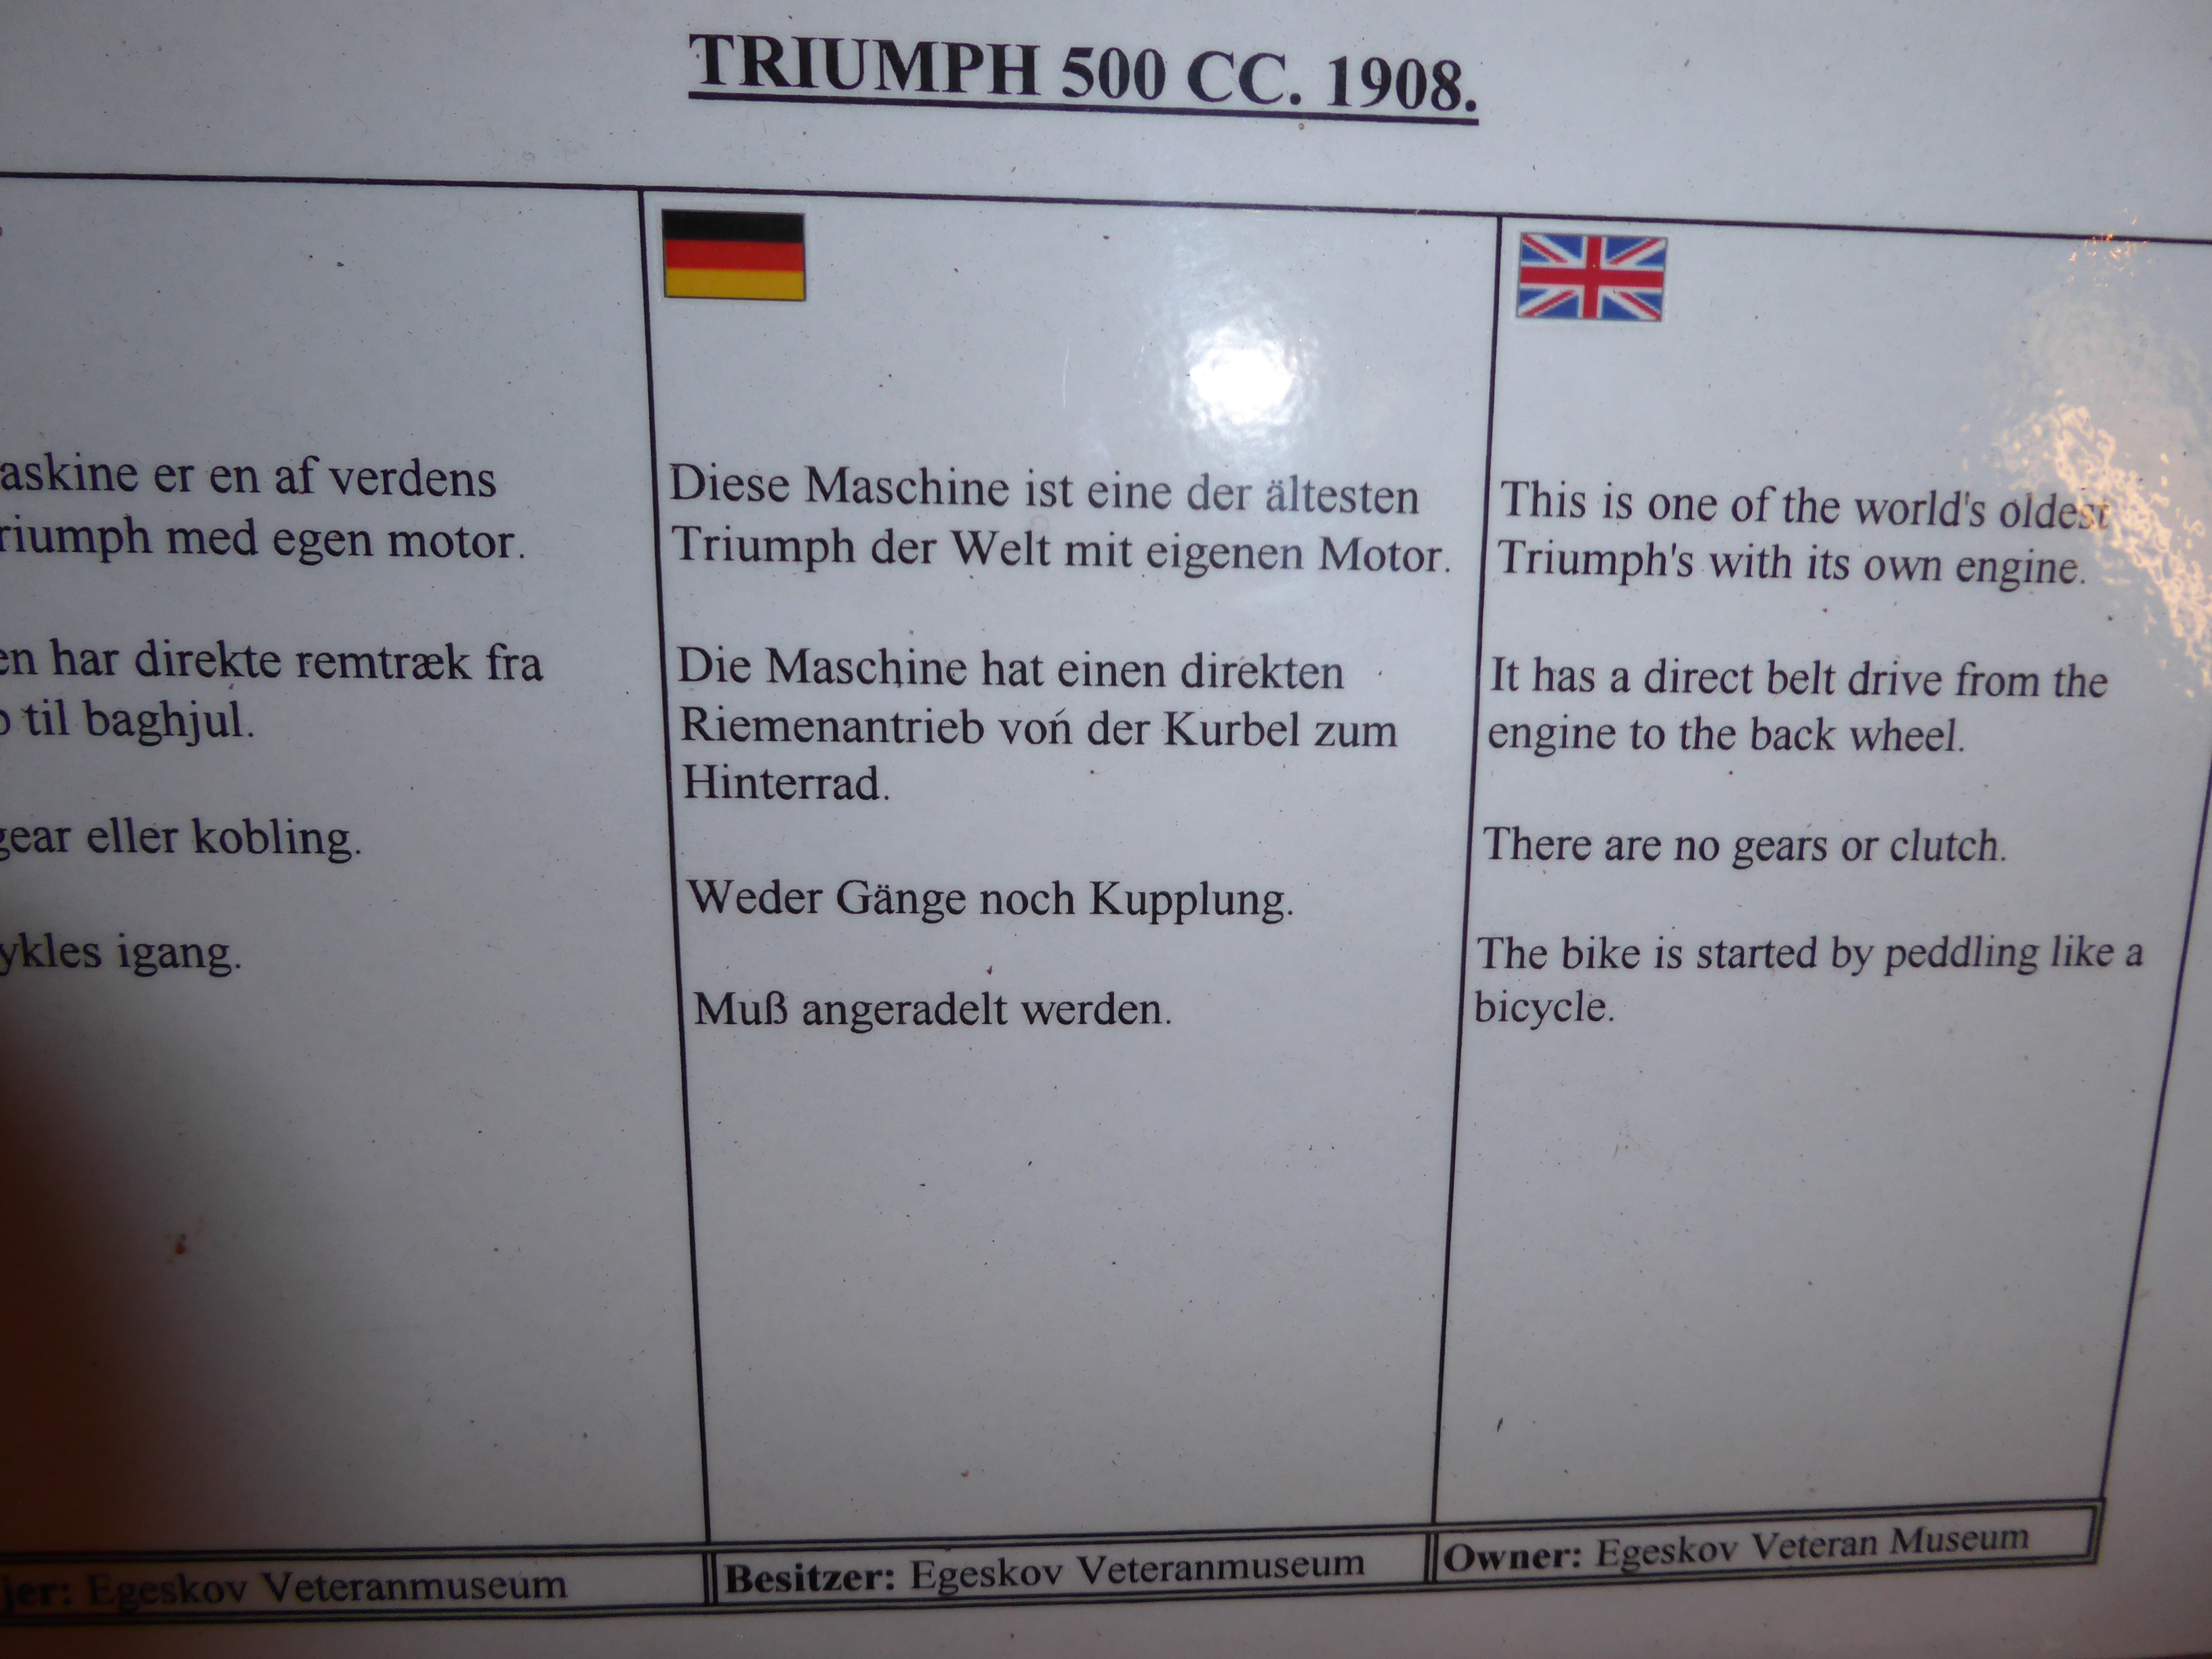 TRIUMPH 500 CC. 1908.
askine er en af verdens
riumph med egen motor.
en har direkte remtræk fra
til baghjul.
gear eller kobling.
ykles igang.
jer: Egeskov Veteranmuseum
Diese Maschine ist eine der ältesten
Triumph der Welt mit eigenen Motor.
Die Maschine hat einen direkten
Riemenantrieb von der Kurbel zum
Hinterrad.
Weder Gänge noch Kupplung.
Muß angeradelt werden.
Besitzer: Egeskov Veteranmuseum
This is one of the world's oldest
Triumph's with its own engine.
It has a direct belt drive from the
engine to the back wheel.
There are no gears or clutch.
The bike is started by peddling like a
bicycle.
Owner: Egeskov Veteran Museum